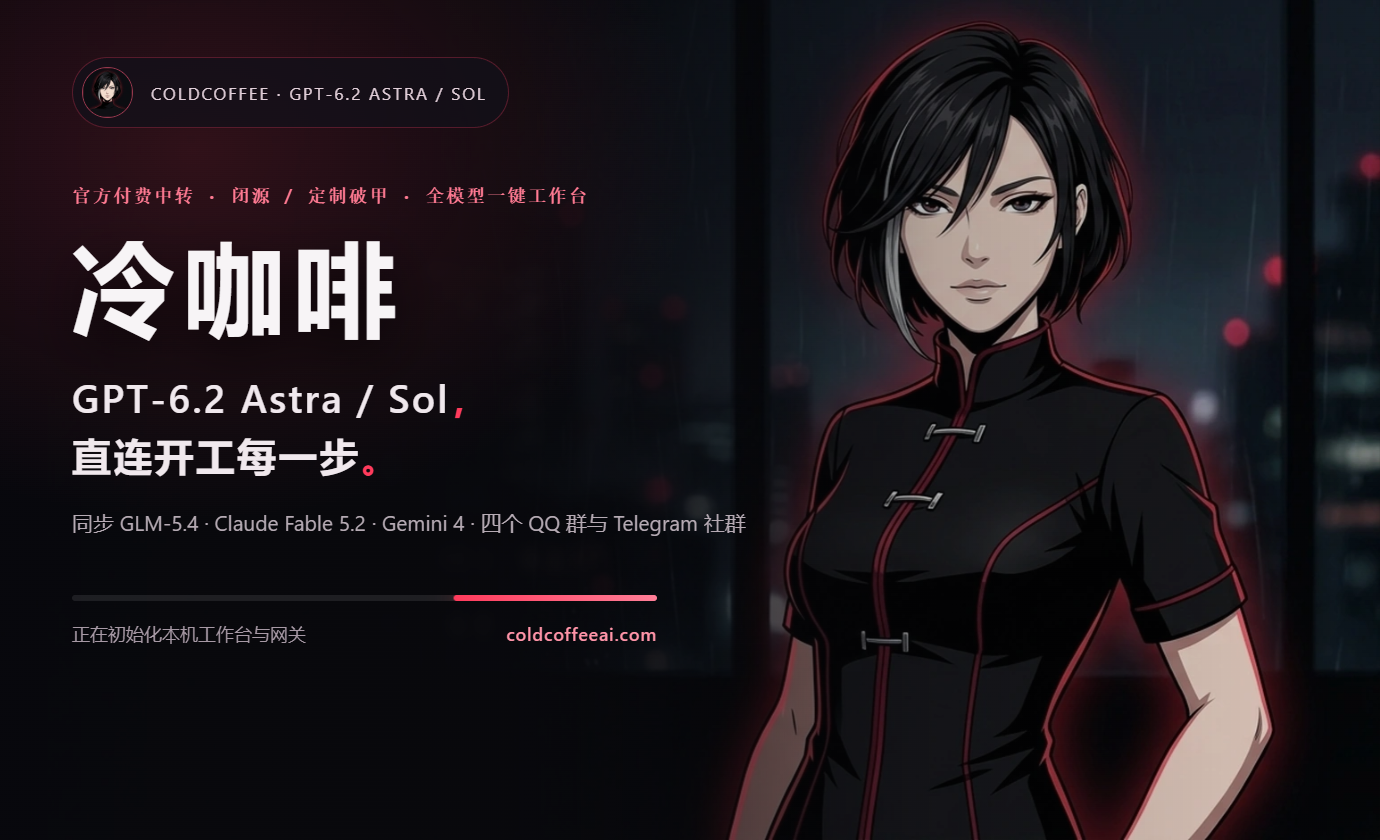 COLDCOFFEE · GPT-6.2 ASTRA / SOL
官方付费中转 · 闭源 / 定制破甲 · 全模型一键工作台
冷咖啡
GPT-6.2 Astra / Sol,
直连开工每一步。
同步 GLM-5.4 · Claude Fable 5.2 · Gemini 4 · 四个 QQ 群与 Telegram 社群
正在初始化本机工作台与网关
coldcoffeeai.com